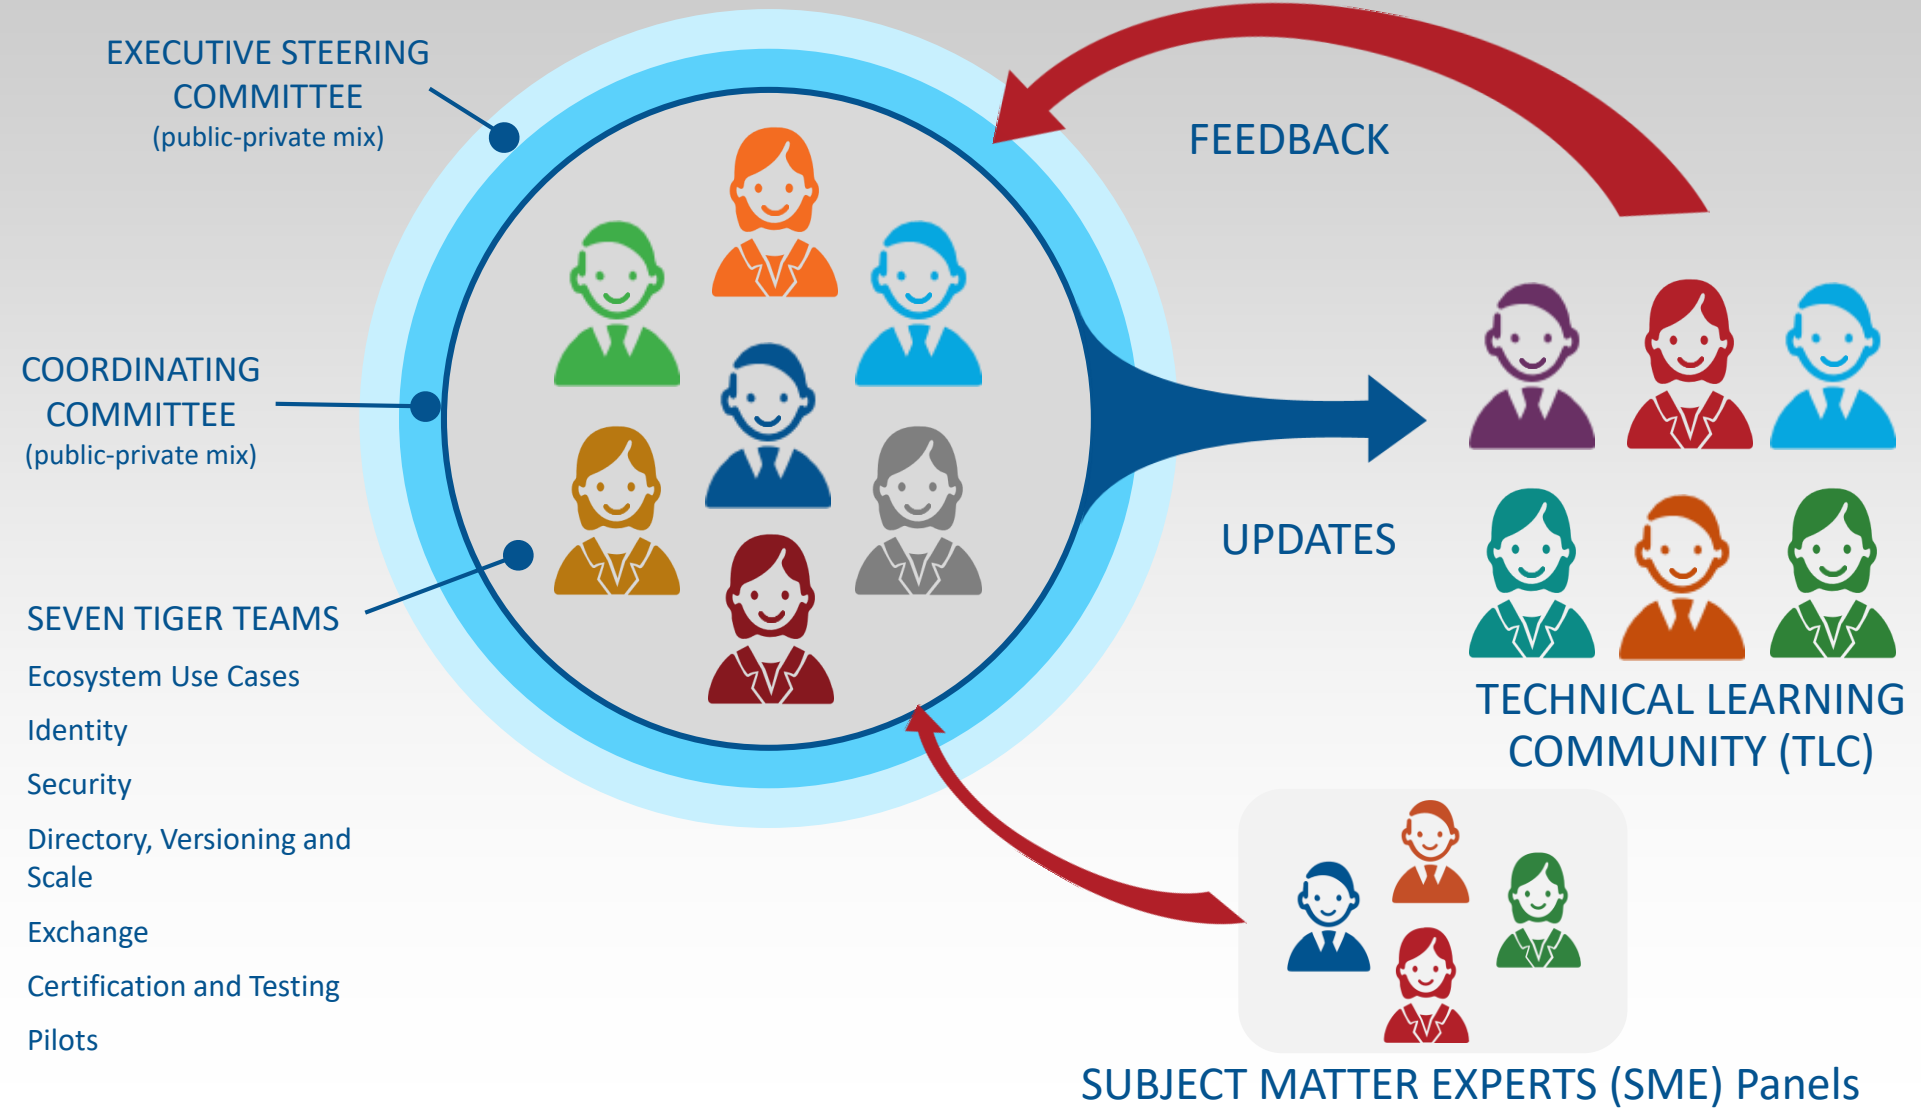 EXECUTIVE STEERING
COMMITTEE
(public-private mix)
FEEDBACK
COORDINATING
COMMITTEE
(public-private mix)
UPDATES
SEVEN TIGER TEAMS
Ecosystem Use Cases
Identity
Security
Directory, Versioning and
Scale
Exchange
Certification and Testing
Pilots
TECHNICAL LEARNING
COMMUNITY (TLC)
SUBJECT MATTER EXPERTS (SME) Panels